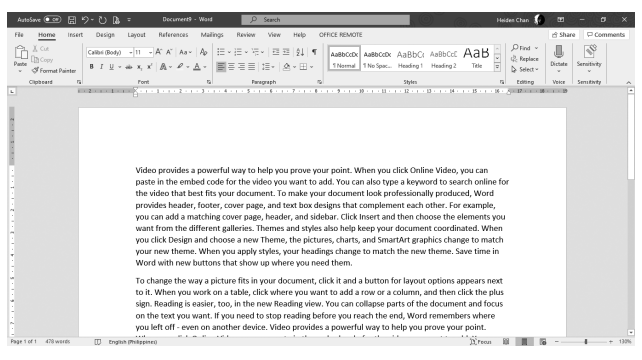 AutoSave Off Document9 - Word Search Heiden Chan
File Home Insert Design Layout References Mailings Review View Help OFFICE REMOTE Share Comments
Cut
Copy
Paste Format Painter
Calibri (Body) 11
Find
Replace
Select
Dictate Sensitivity
AaBbCcDc AaBbCcDc AaBbCc AaBbCcC AaB
¶ Normal ¶ No Spac... Heading 1 Heading 2 Title
Clipboard Font Paragraph Styles Editing Voice Sensitivity
Video provides a powerful way to help you prove your point. When you click Online Video, you can
paste in the embed code for the video you want to add. You can also type a keyword to search online for
the video that best fits your document. To make your document look professionally produced, Word
provides header, footer, cover page, and text box designs that complement each other. For example,
you can add a matching cover page, header, and sidebar. Click Insert and then choose the elements you
want from the different galleries. Themes and styles also help keep your document coordinated. When
you click Design and choose a new Theme, the pictures, charts, and SmartArt graphics change to match
your new theme. When you apply styles, your headings change to match the new theme. Save time in
Word with new buttons that show up where you need them.
To change the way a picture fits in your document, click it and a button for layout options appears next
to it. When you work on a table, click where you want to add a row or a column, and then click the plus
sign. Reading is easier, too, in the new Reading view. You can collapse parts of the document and focus
on the text you want. If you need to stop reading before you reach the end, Word remembers where
you left off - even on another device. Video provides a powerful way to help you prove your point.
Page 1 of 1 478 words English (Philippines) Focus 130%